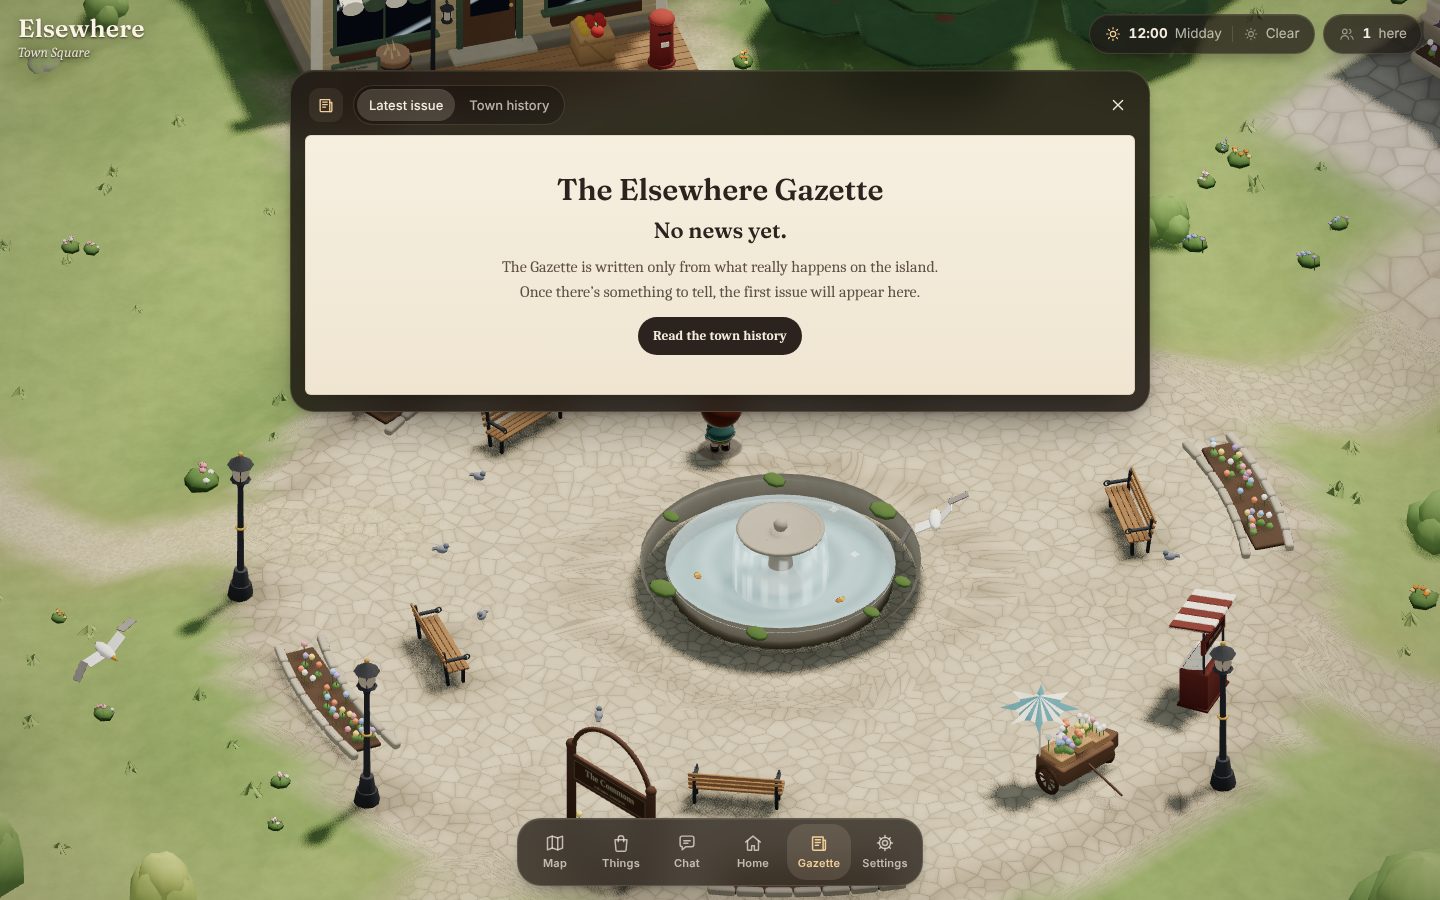 Elsewhere
Town Square
12:00 Midday Clear
1 here
Latest issue
Town history
The Elsewhere Gazette
No news yet.
The Gazette is written only from what really happens on the island.
Once there's something to tell, the first issue will appear here.
Read the town history
The Commons
Map
Things
Chat
Home
Gazette
Settings